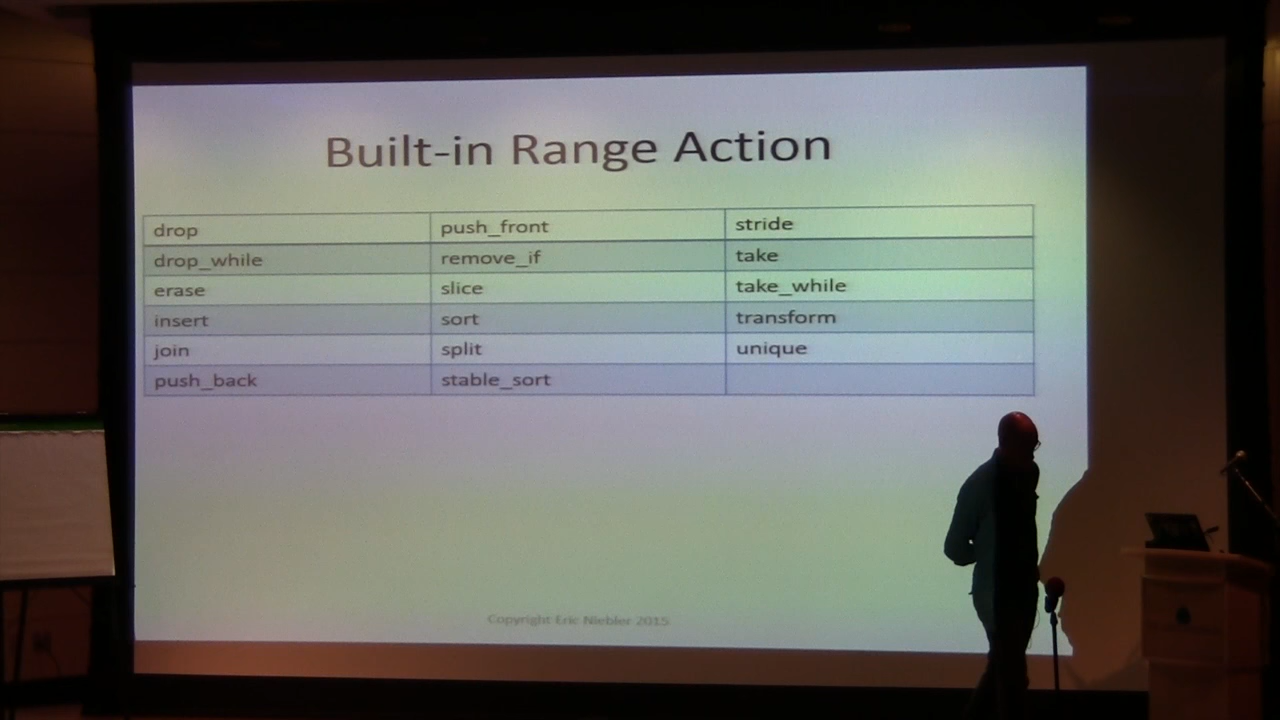 Built-in Range Action
drop push_front stride
drop_while remove_if take
erase slice take_while
insert sort transform
join split unique
push_back stable_sort
Copyright Eric Niebler 2015